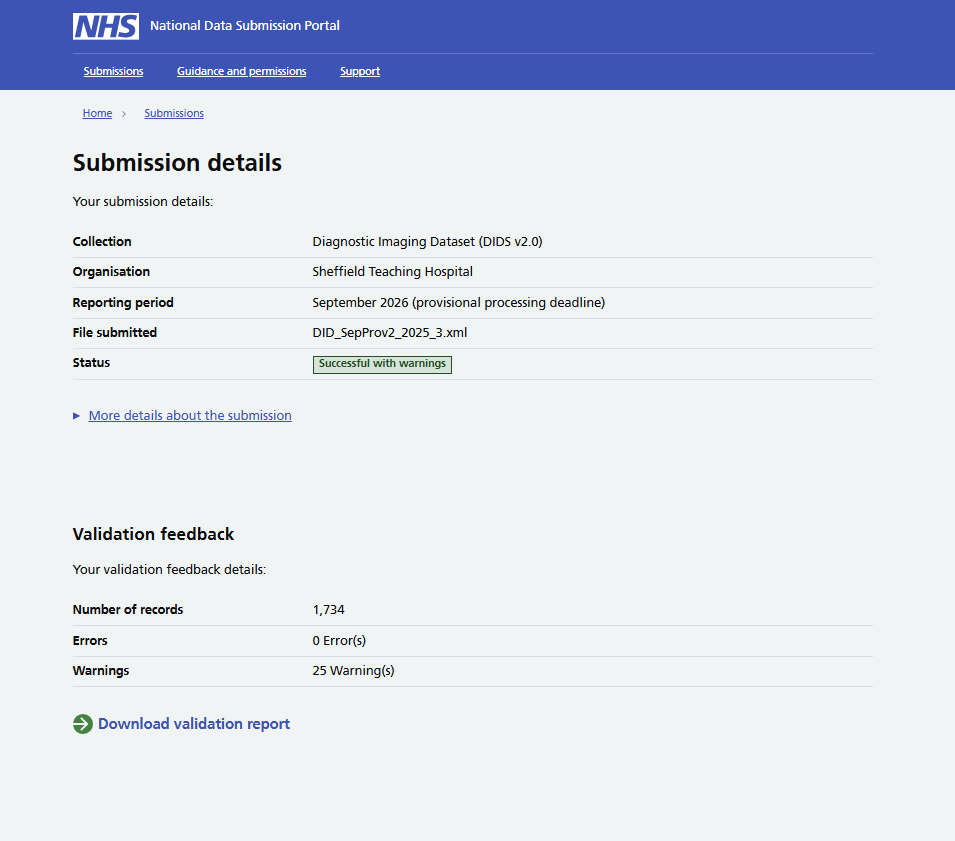 NHS National Data Submission Portal
Submissions Guidance and permissions Support
Home Submissions
Submission details
Your submission details:
Collection Diagnostic Imaging Dataset (DIDS v2.0)
Organisation Sheffield Teaching Hospital
Reporting period September 2026 (provisional processing deadline)
File submitted DID_SepProv2_2025_3.xml
Status Successful with warnings
More details about the submission
Validation feedback
Your validation feedback details:
Number of records 1,734
Errors 0 Error(s)
Warnings 25 Warning(s)
Download validation report